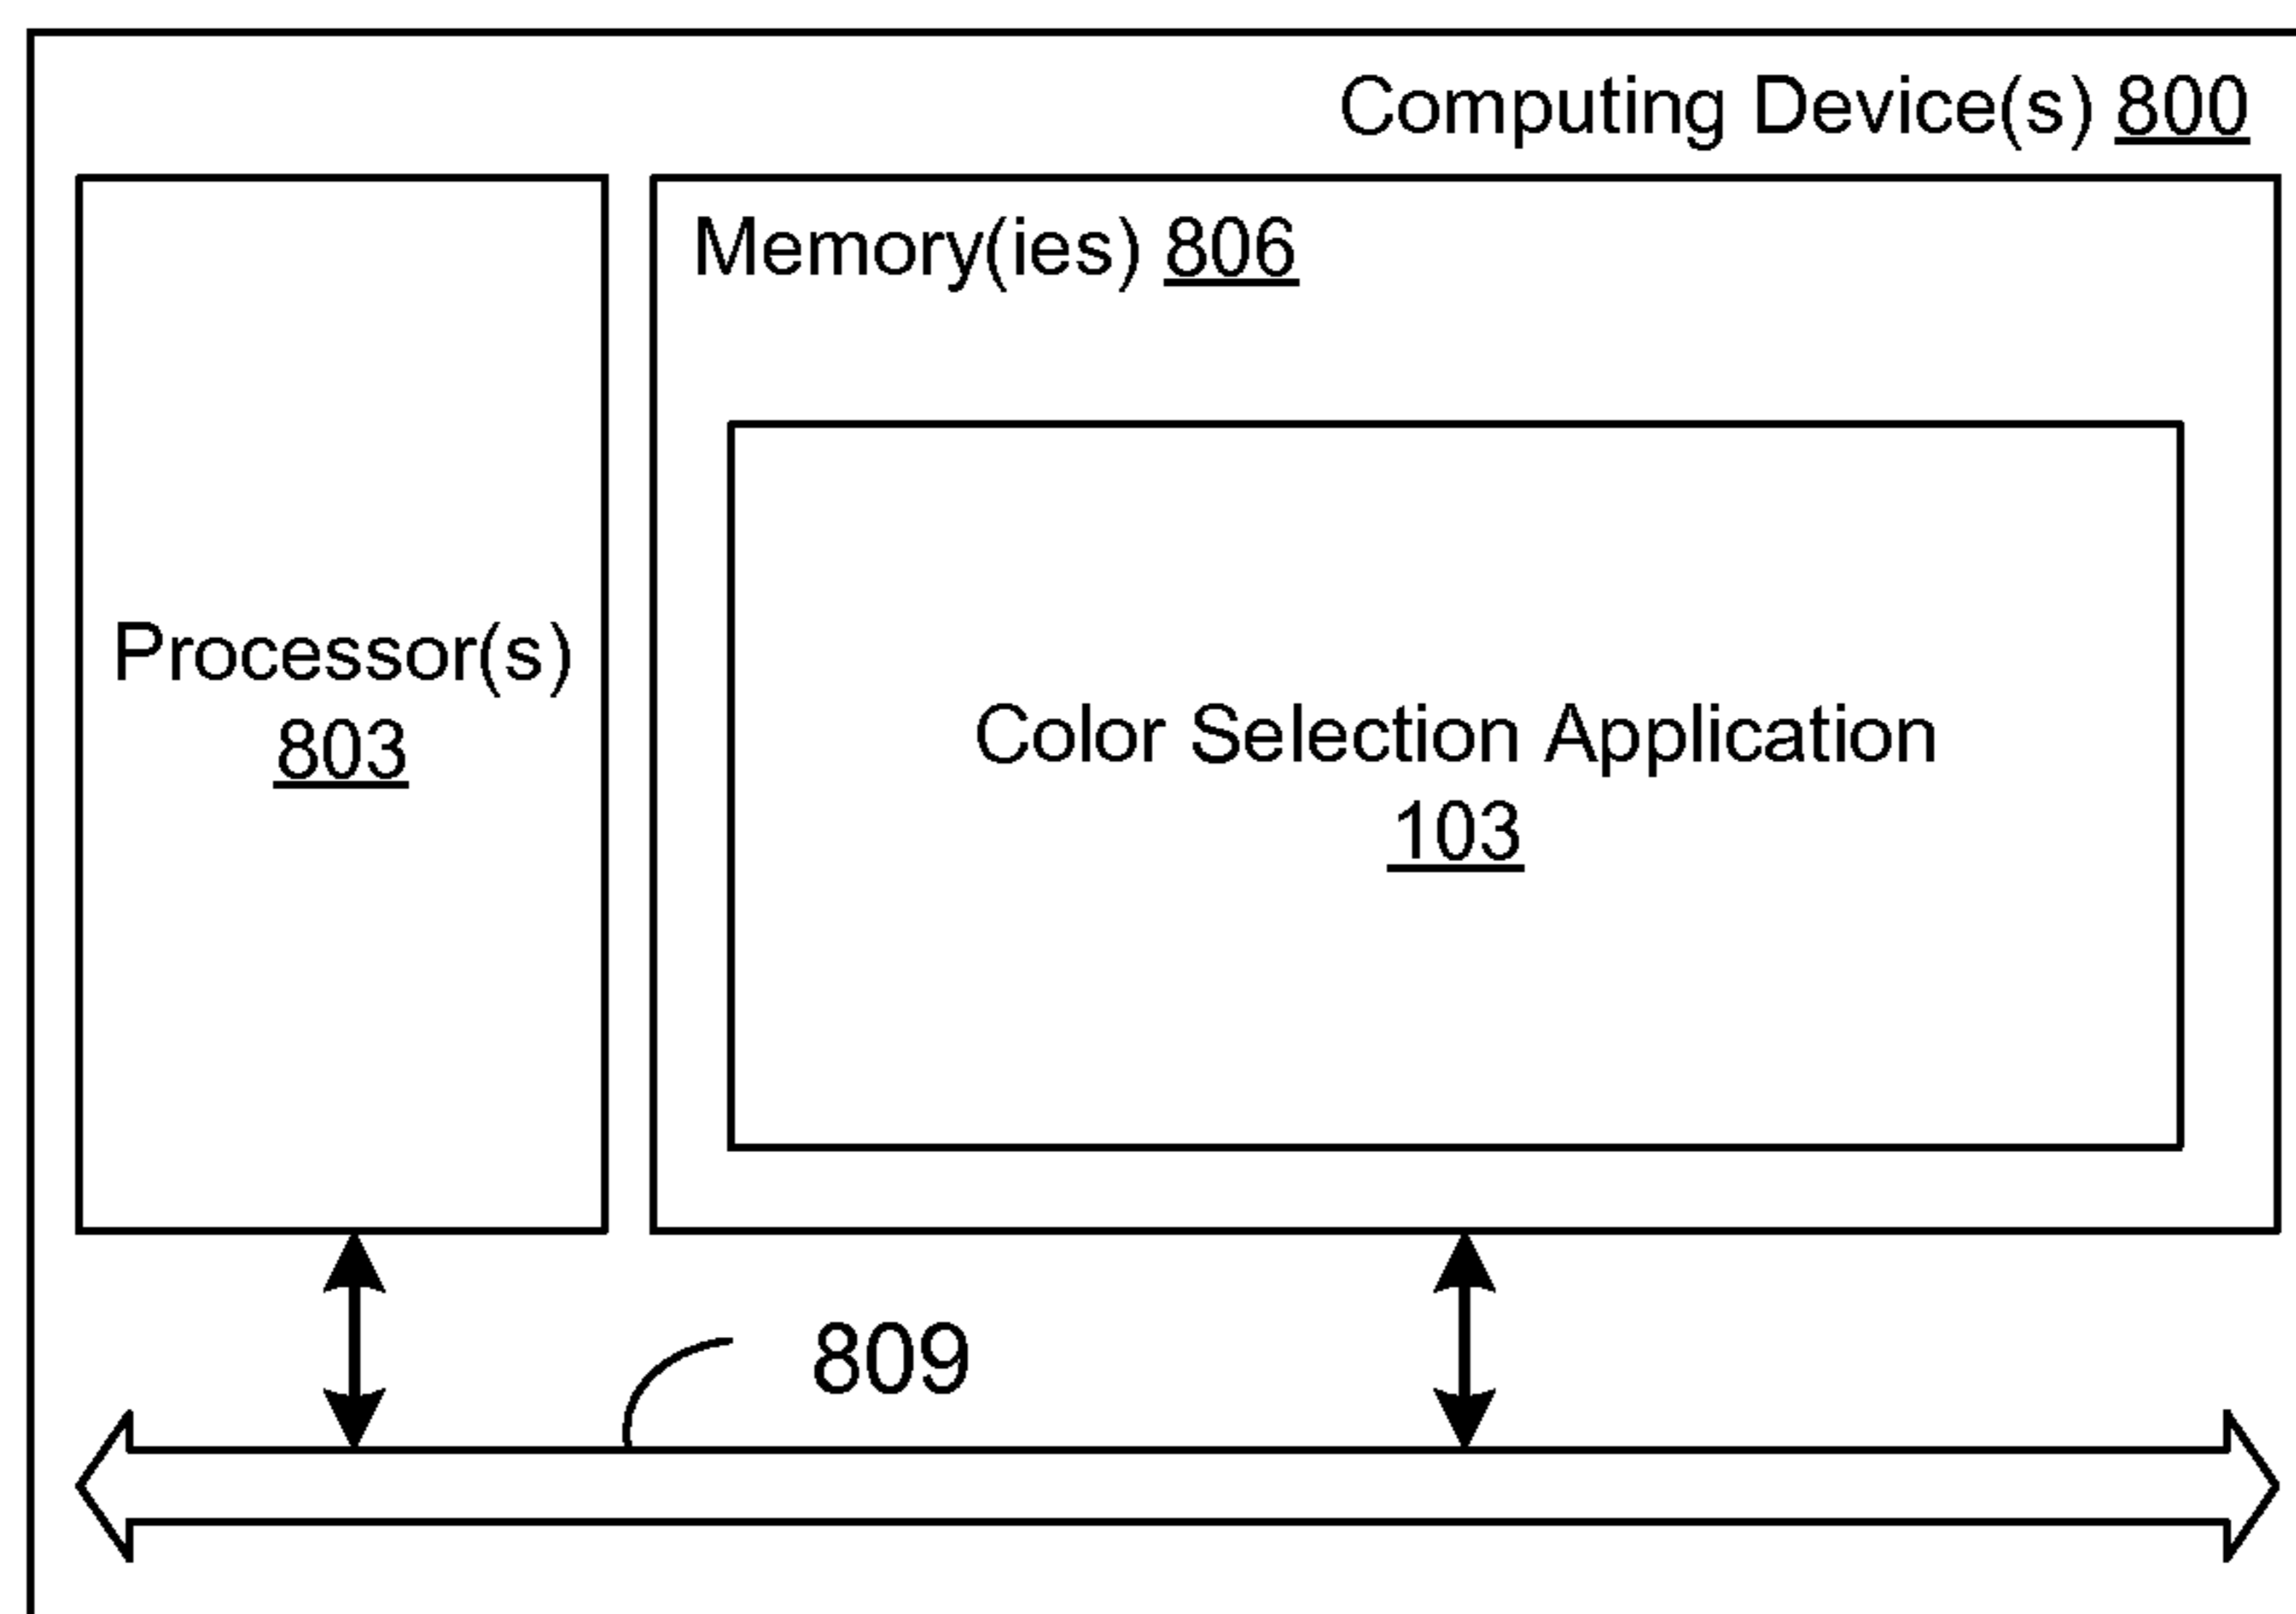 Computing Device(s) 800
Memory(ies) 806
Processor(s)
803
Color Selection Application
103
809